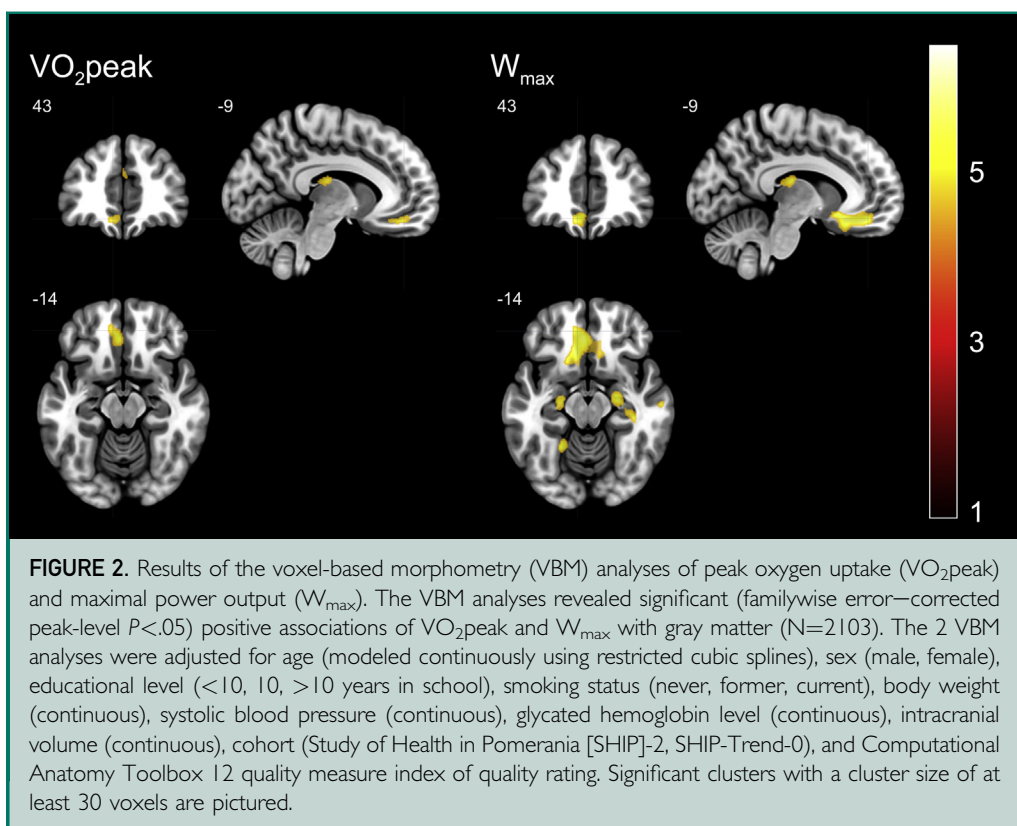 VO₂peak
43
-9
-14
Wₘₐₓ
43
-9
-14
5
3
1
FIGURE 2. Results of the voxel-based morphometry (VBM) analyses of peak oxygen uptake (VO₂peak)
and maximal power output (Wₘₐₓ). The VBM analyses revealed significant (familywise error—corrected
peak-level P<.05) positive associations of VO₂peak and Wₘₐₓ with gray matter (N=2103). The 2 VBM
analyses were adjusted for age (modeled continuously using restricted cubic splines), sex (male, female),
educational level (<10, 10, >10 years in school), smoking status (never, former, current), body weight
(continuous), systolic blood pressure (continuous), glycated hemoglobin level (continuous), intracranial
volume (continuous), cohort (Study of Health in Pomerania [SHIP]-2, SHIP-Trend-0), and Computational
Anatomy Toolbox 12 quality measure index of quality rating. Significant clusters with a cluster size of at
least 30 voxels are pictured.